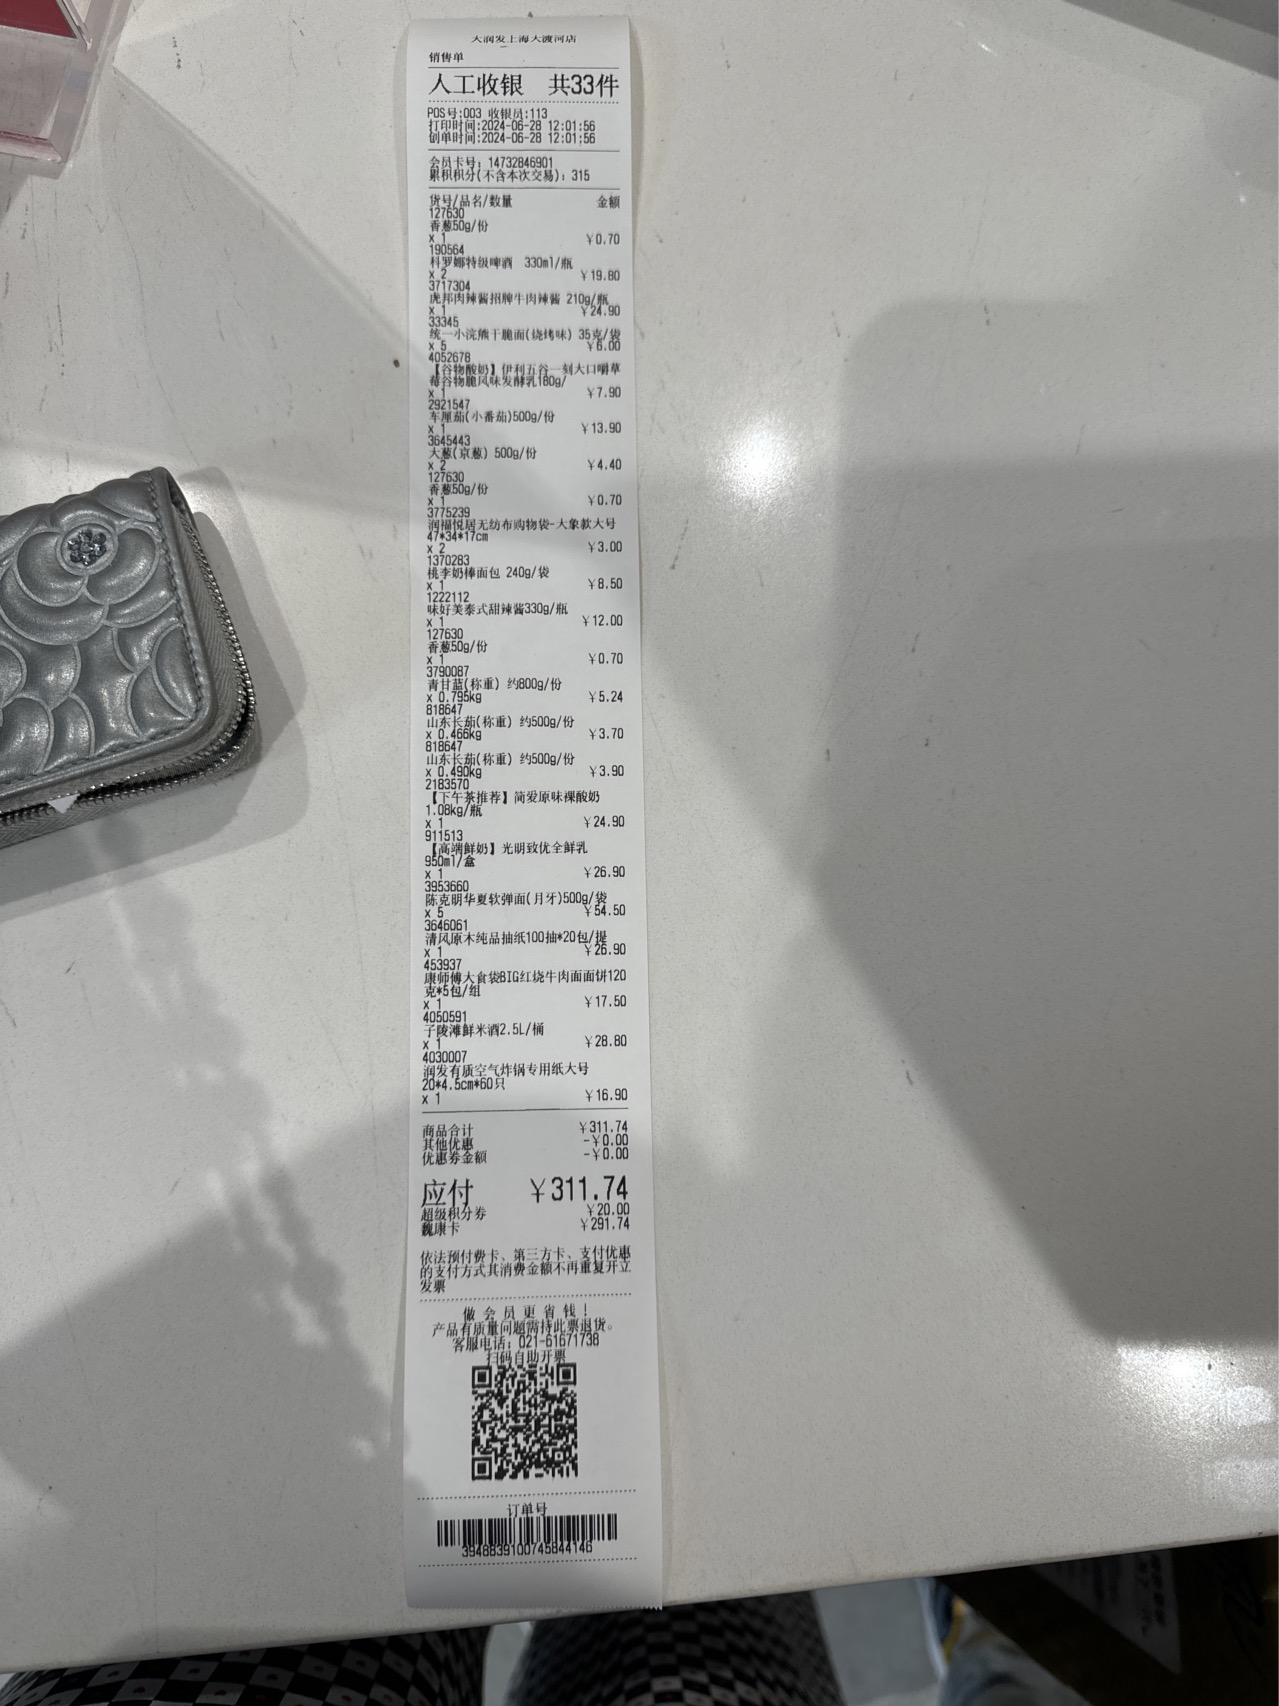 大润发上海大渡河店
销售单
人工收银 共33件
POS号:003 收银员:113
打印时间:2024-06-28 12:01:56
创单时间:2024-06-28 12:01:56
会员卡号: 14732846901
累积积分(不含本次交易): 315
货号/品名/数量 金额
127630
香葱50g/份
x 1 ￥0.70
190564
科罗娜特级啤酒 330ml/瓶
x 2 ￥19.80
3717304
虎邦肉辣酱招牌牛肉辣酱 210g/瓶
x 1 ￥24.90
33345
统一小浣熊干脆面(烧烤味) 35克/袋
x 5 ￥6.00
4052678
【谷物酸奶】伊利五谷一刻大口嚼草
莓谷物脆风味发酵乳180g/
x 1 ￥7.90
2921547
车厘茄(小番茄)500g/份
x 1 ￥13.90
3645443
大葱(京葱) 500g/份
x 2 ￥4.40
127630
香葱50g/份
x 1 ￥0.70
3775239
润福悦居无纺布购物袋-大象款大号
47*34*17cm
x 2 ￥3.00
1370283
桃李奶棒面包 240g/袋
x 1 ￥8.50
1222112
味好美泰式甜辣酱330g/瓶
x 1 ￥12.00
127630
香葱50g/份
x 1 ￥0.70
3790087
青甘蓝(称重) 约800g/份
x 0.795kg ￥5.24
818647
山东长茄(称重) 约500g/份
x 0.466kg ￥3.70
818647
山东长茄(称重) 约500g/份
x 0.490kg ￥3.90
2183570
【下午茶推荐】简爱原味裸酸奶
1.08kg/瓶
x 1 ￥24.90
911513
【高端鲜奶】光明致优全鲜乳
950ml/盒
x 1 ￥26.90
3953660
陈克明华夏软弹面(月牙)500g/袋
x 5 ￥54.50
3646061
清风原木纯品抽纸100抽*20包/提
x 1 ￥26.90
453937
康师傅大食袋BIG红烧牛肉面面饼120
克*5包/组
x 1 ￥17.50
4050591
子陵滩鲜米酒2.5L/桶
x 1 ￥28.80
4030007
润发有质空气炸锅专用纸大号
20*4.5cm*60只
x 1 ￥16.90
商品合计 ￥311.74
其他优惠 -￥0.00
优惠券金额 -￥0.00
应付 ￥311.74
超级积分券 ￥20.00
魏康卡 ￥291.74
依法预付费卡、第三方卡、支付优惠
的支付方式其消费金额不再重复开立
发票
做会员更省钱!
产品有质量问题需持此票退货。
客服电话: 021-61671738
扫码自助开票
订单号
3948839100745844146